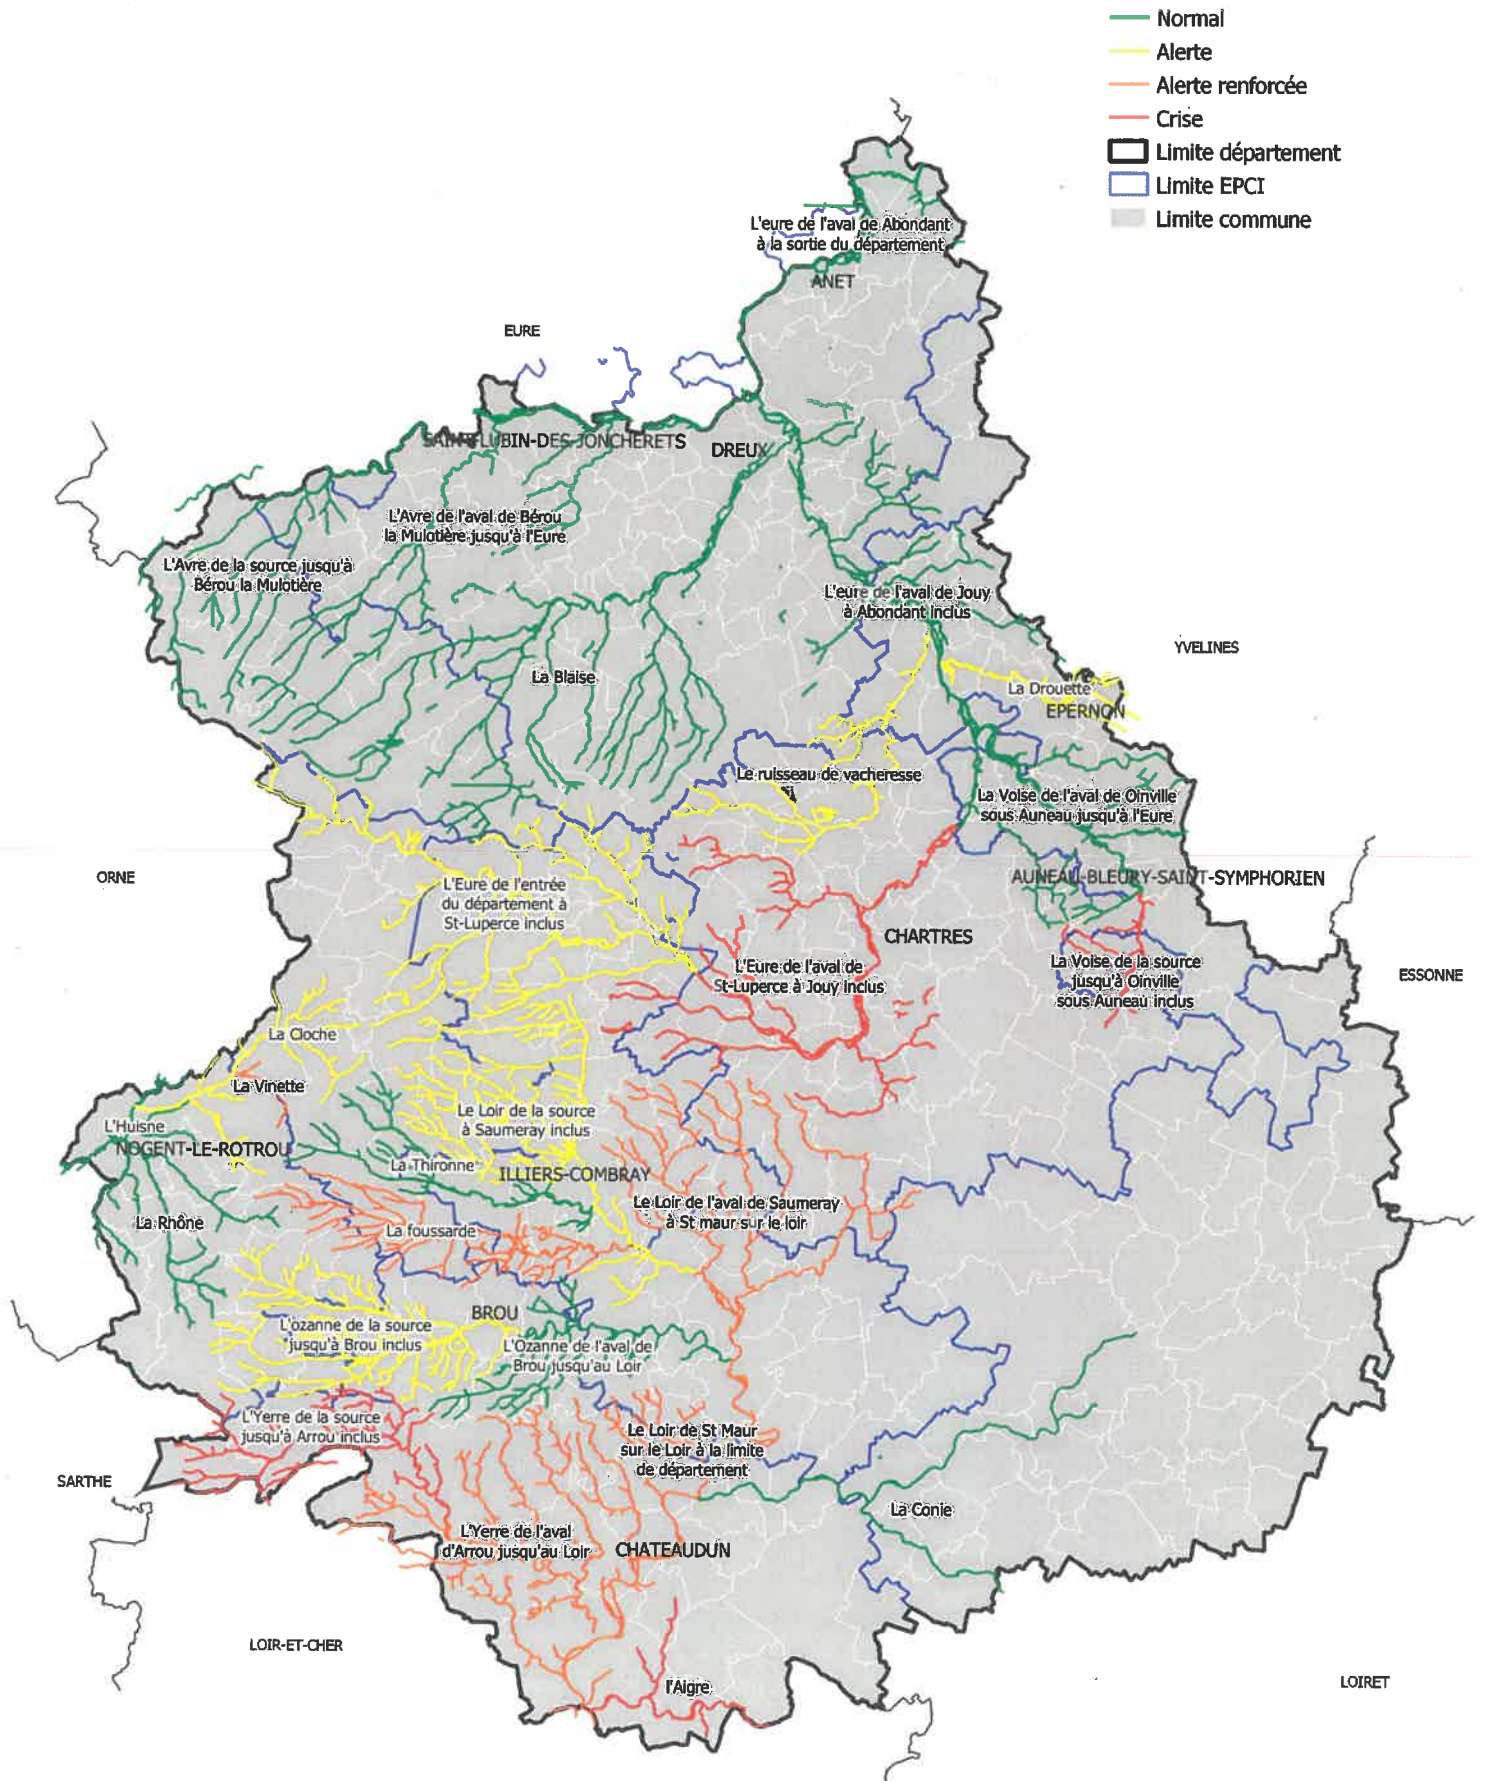 Normal
Alerte
Alerte renforcée
Crise
Limite département
Limite EPCI
Limite commune
L'eure de l'aval de Abondant
à la sortie du département
ANET
EURE
SAINT-LUBIN-DES-JONCHERETS
DREUX
L'Avre de l'aval de Bérou
la Mulotière jusqu'à l'Eure
L'Avre de la source jusqu'à
Bérou la Mulotière
L'eure de l'aval de Jouy
à Abondant inclus
YVELINES
La Blaise
La Drouette
EPERNON
Le ruisseau de vacheresse
La Voise de l'aval de Oinville
sous Auneau jusqu'à l'Eure
ORNE
AUNEAU-BLEURY-SAINT-SYMPHORIEN
L'Eure de l'entrée
du département à
St-Luperce inclus
CHARTRES
L'Eure de l'aval de
St-Luperce à Jouy inclus
La Voise de la source
jusqu'à Oinville
sous Auneau inclus
ESSONNE
La Cloche
La Vinette
L'Huisne
NOGENT-LE-ROTROU
Le Loir de la source
à Saumeray inclus
La Thironne
ILLIERS-COMBRAY
Le Loir de l'aval de Saumeray
à St maur sur le loir
La Rhône
La foussarde
BROU
L'ozanne de la source
jusqu'à Brou inclus
L'Ozanne de l'aval de
Brou jusqu'au Loir
L'Yerre de la source
jusqu'à Arrou inclus
Le Loir de St Maur
sur le Loir à la limite
de département
SARTHE
La Conie
L'Yerre de l'aval
d'Arrou jusqu'au Loir
CHATEAUDUN
LOIR-ET-CHER
l'Aigre
LOIRET